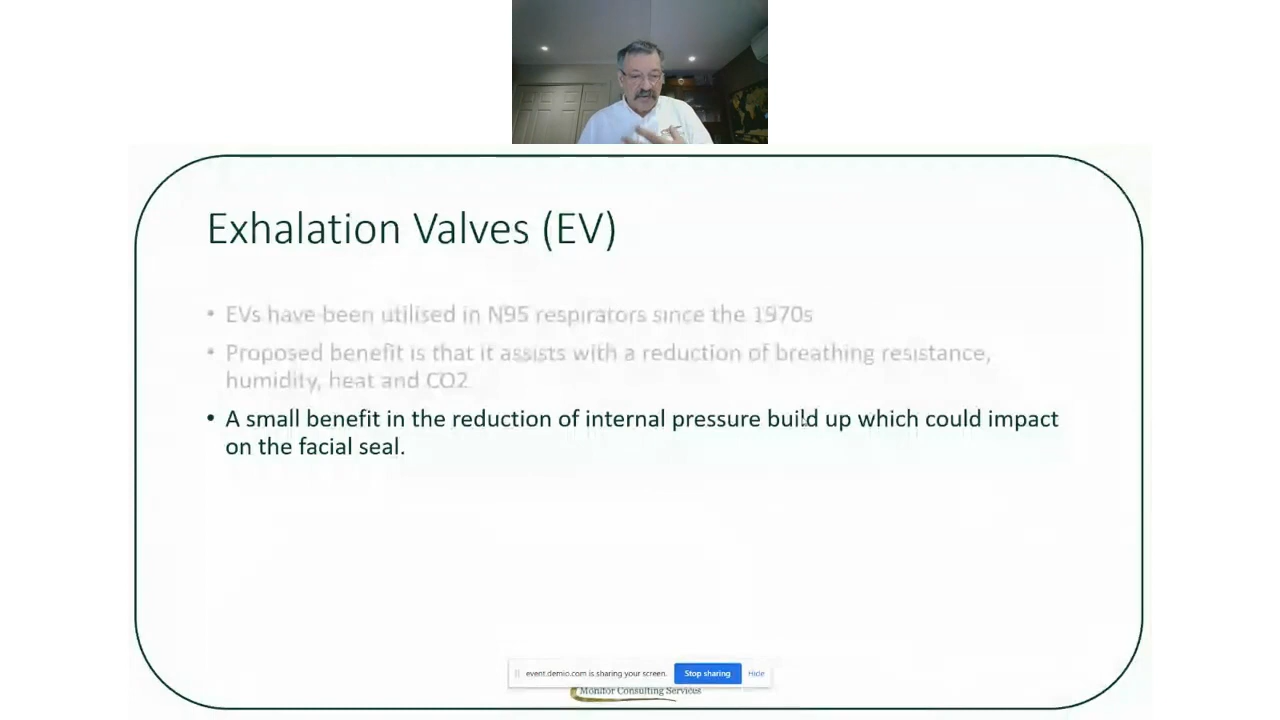 Exhalation Valves (EV)
• EVs have been utilised in N95 respirators since the 1970s
• Proposed benefit is that it assists with a reduction of breathing resistance,
humidity, heat and CO2
• A small benefit in the reduction of internal pressure build up which could impact
on the facial seal.
event.demio.com is sharing your screen.
Stop sharing
Hide
Monitor Consulting Services